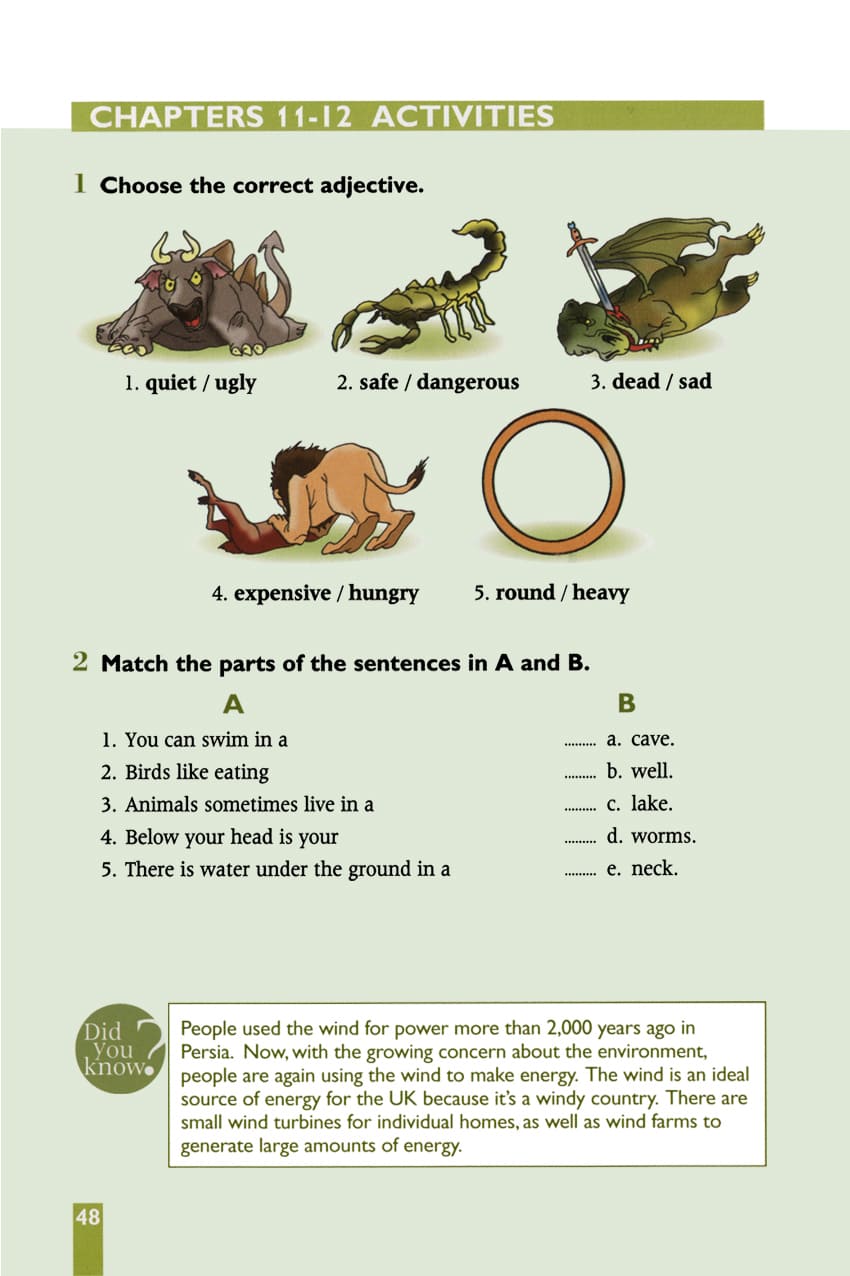 CHAPTERS 11-12 ACTIVITIES
1 Choose the correct adjective.
1. quiet / ugly
2. safe / dangerous
3. dead / sad
4. expensive / hungry
5. round / heavy
2 Match the parts of the sentences in A and B.
A
B
1. You can swim in a
......... a. cave.
2. Birds like eating
......... b. well.
3. Animals sometimes live in a
......... c. lake.
4. Below your head is your
......... d. worms.
5. There is water under the ground in a
......... e. neck.
Did
you
know?
People used the wind for power more than 2,000 years ago in
Persia. Now, with the growing concern about the environment,
people are again using the wind to make energy. The wind is an ideal
source of energy for the UK because it's a windy country. There are
small wind turbines for individual homes, as well as wind farms to
generate large amounts of energy.
48